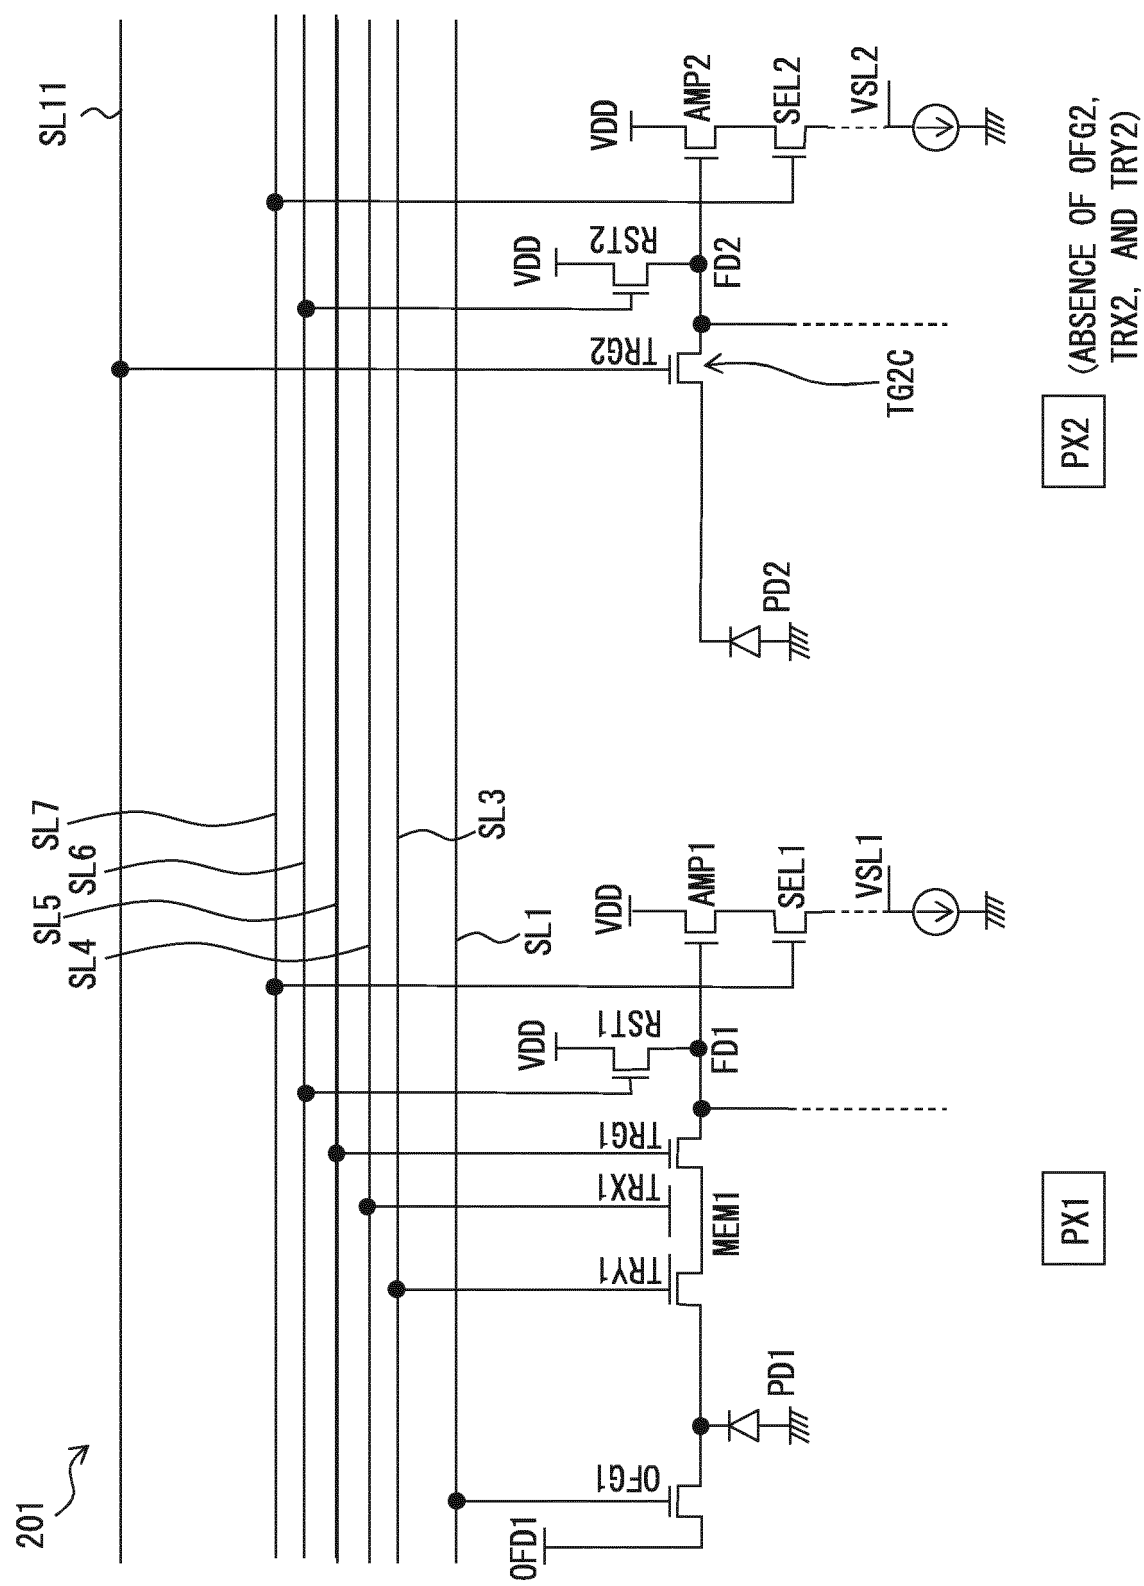 201
SL11
SL7
SL6
SL5
SL4
SL3
SL1
OFD1
OFG1
PD1
TRY1
TRX1
MEM1
TRG1
VDD
RST1
FD1
VDD
AMP1
SEL1
VSL1
PX1
PD2
TRG2
TG2C
VDD
RST2
FD2
VDD
AMP2
SEL2
VSL2
PX2
(ABSENCE OF OFG2,
TRX2, AND TRY2)